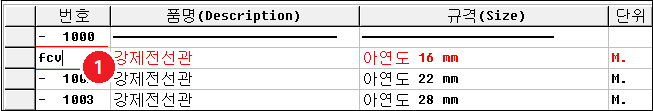 번호 품명(Description) 규격(Size) 단위
- 1000
fcv 1 강제전선관 아연도 16 mm M.
- 100 강제전선관 아연도 22 mm M.
- 1003 강제전선관 아연도 28 mm M.